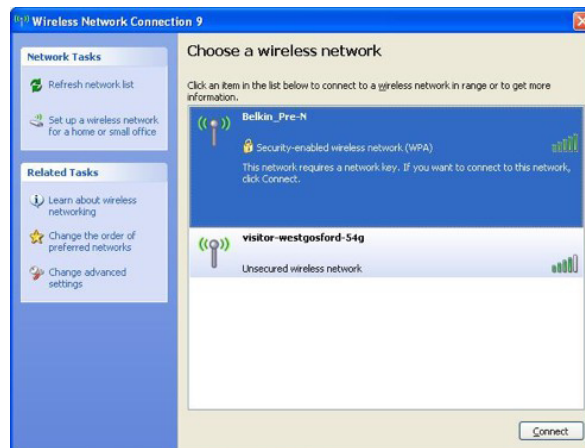 Wireless Network Connection 9
Network Tasks
Refresh network list
Set up a wireless network
for a home or small office
Related Tasks
Learn about wireless
networking
Change the order of
preferred networks
Change advanced
settings
Choose a wireless network
Click an item in the list below to connect to a wireless network in range or to get more
information.
Belkin_Pre-N
Security-enabled wireless network (WPA)
This network requires a network key. If you want to connect to this network,
click Connect.
visitor-westgosford-54g
Unsecured wireless network
Connect